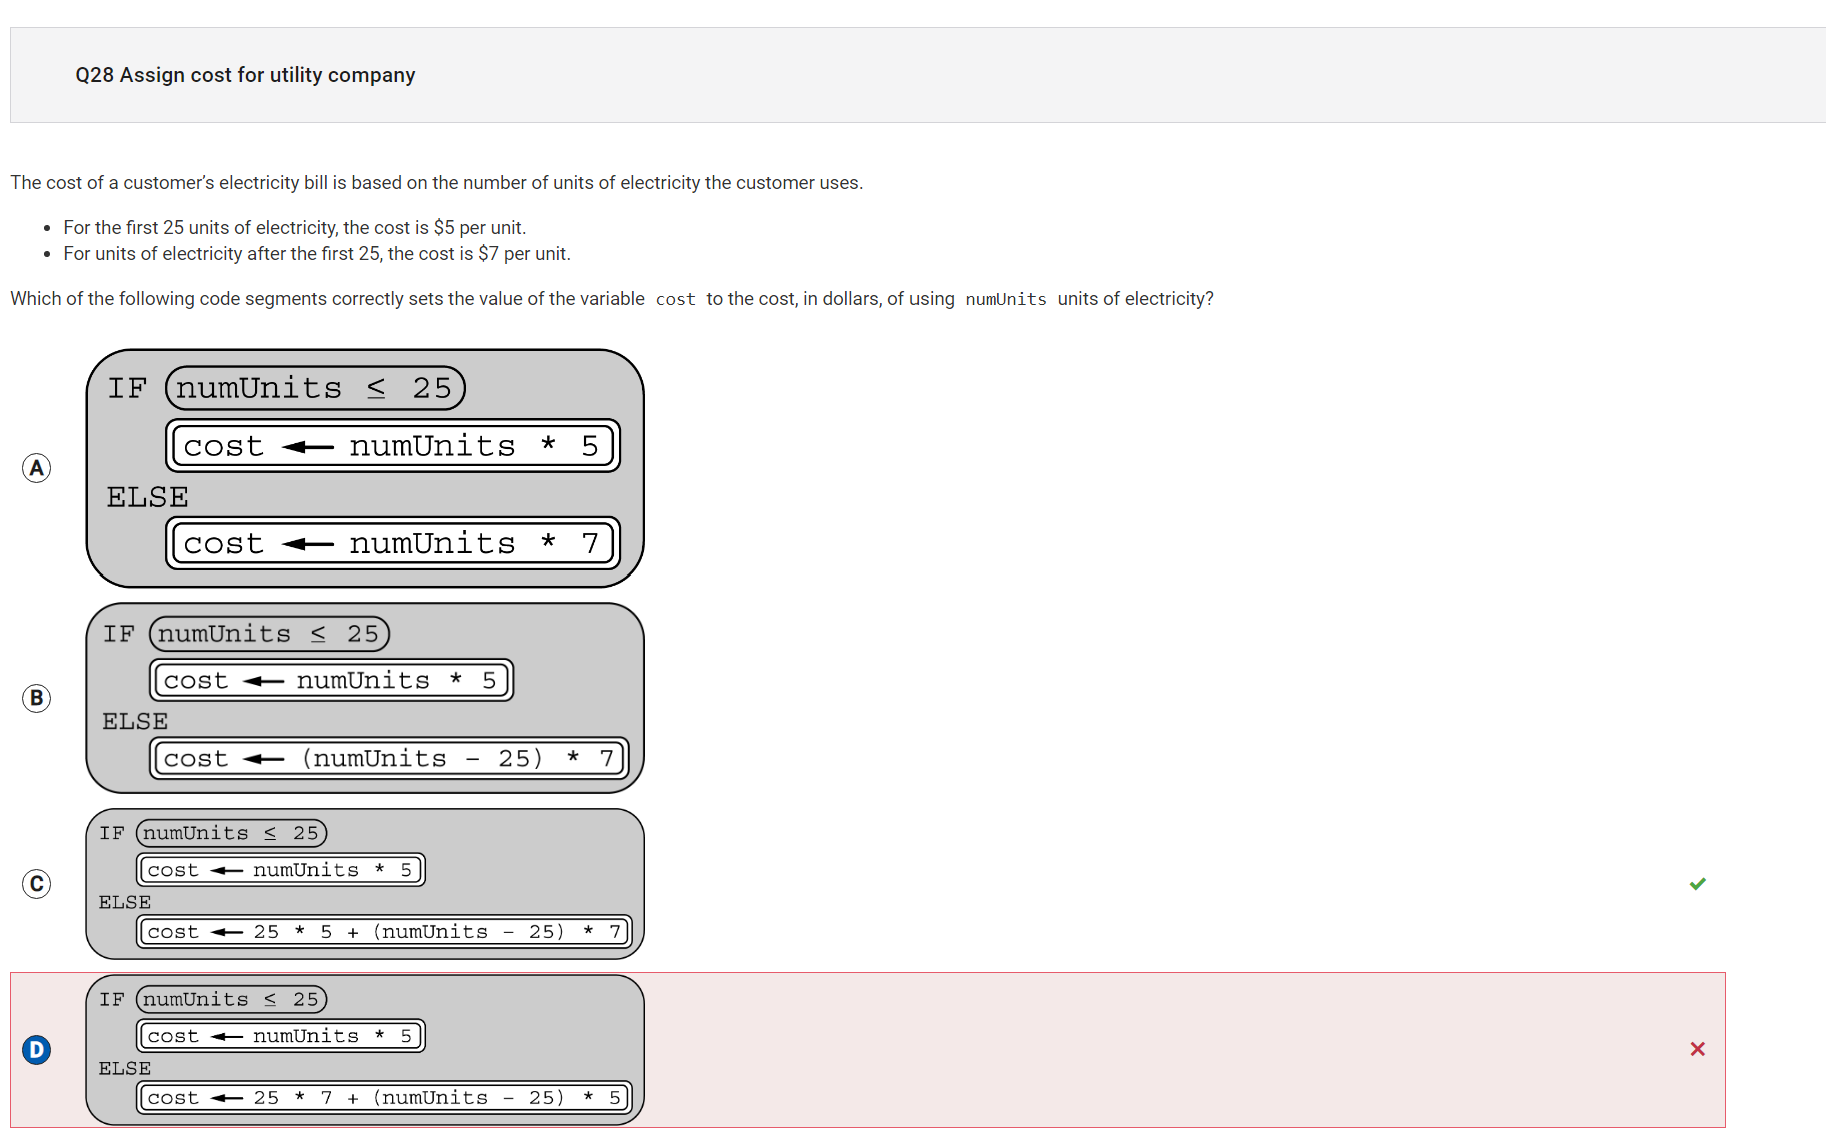 Q28 Assign cost for utility company
The cost of a customer’s electricity bill is based on the number of units of electricity the customer uses.
• For the first 25 units of electricity, the cost is $5 per unit.
• For units of electricity after the first 25, the cost is $7 per unit.
Which of the following code segments correctly sets the value of the variable cost to the cost, in dollars, of using numUnits units of electricity?
A
IF numUnits ≤ 25
cost ← numUnits * 5
ELSE
cost ← numUnits * 7
B
IF numUnits ≤ 25
cost ← numUnits * 5
ELSE
cost ← (numUnits - 25) * 7
C
IF numUnits ≤ 25
cost ← numUnits * 5
ELSE
cost ← 25 * 5 + (numUnits - 25) * 7
D
IF numUnits ≤ 25
cost ← numUnits * 5
ELSE
cost ← 25 * 7 + (numUnits - 25) * 5